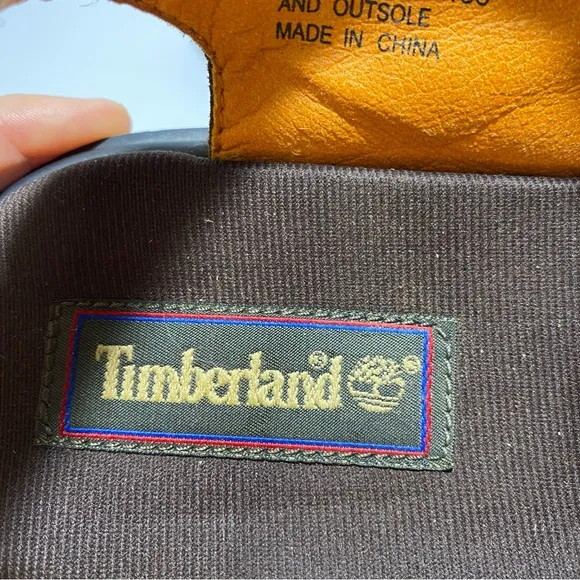 AND OUTSOLE
MADE IN CHINA
Timberland®
®